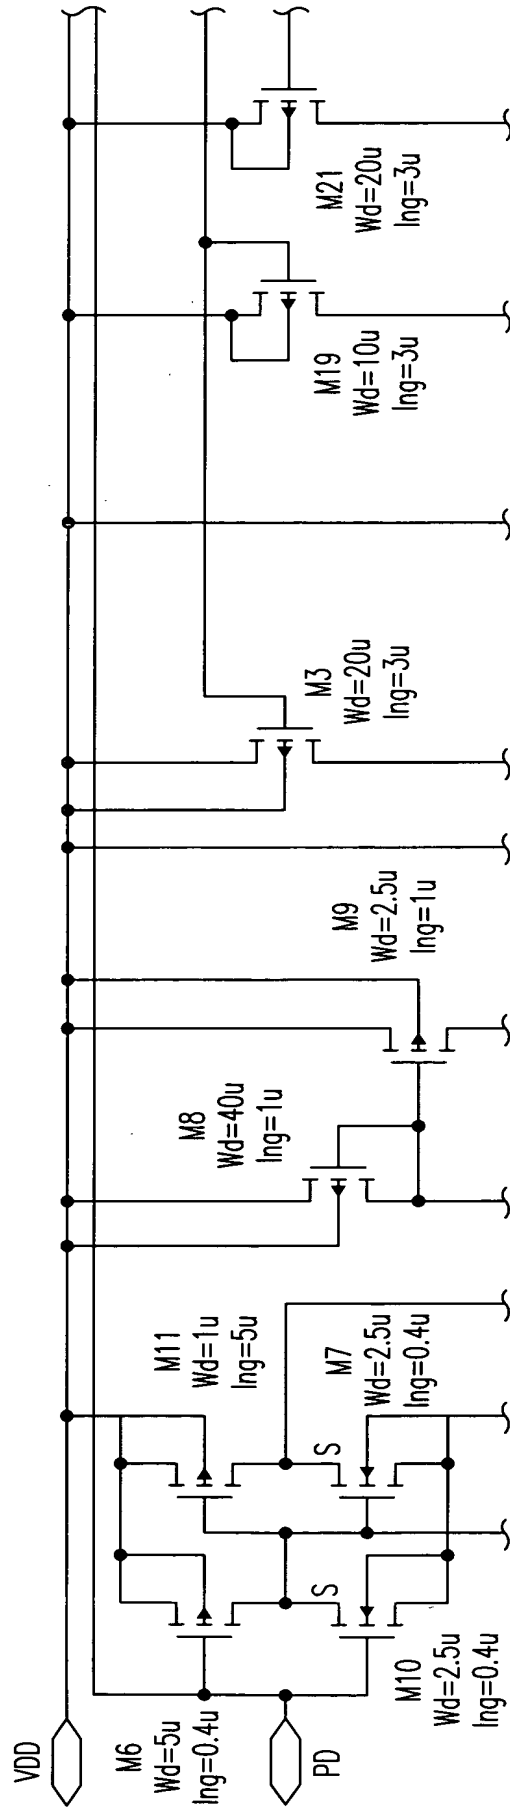 VDD
PD
M6
Wd=5u
lng=0.4u
M10
Wd=2.5u
lng=0.4u
S
S
M11
Wd=1u
lng=5u
M7
Wd=2.5u
lng=0.4u
M8
Wd=40u
lng=1u
M9
Wd=2.5u
lng=1u
M3
Wd=20u
lng=3u
M19
Wd=10u
lng=3u
M21
Wd=20u
lng=3u